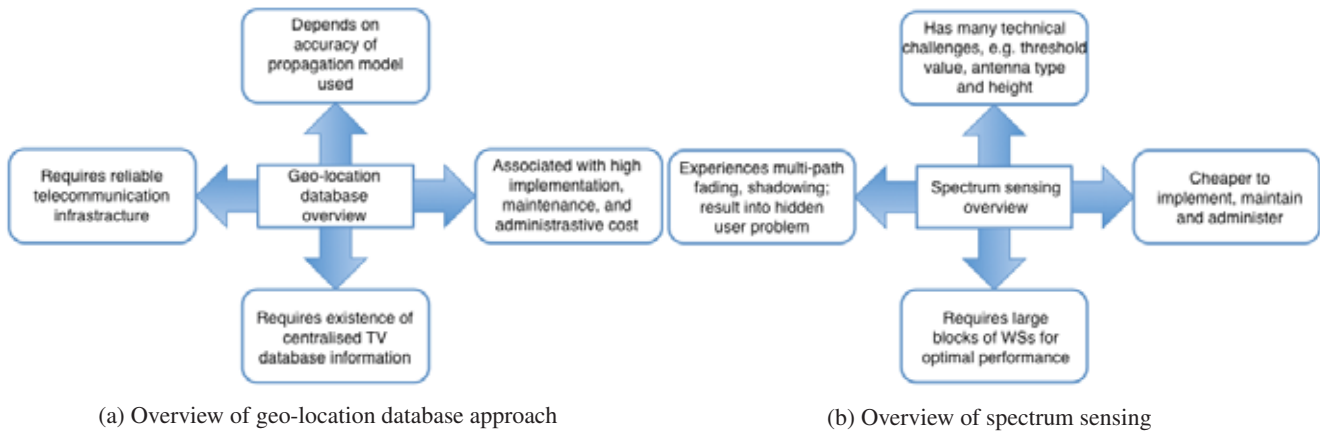 Depends on
accuracy of
propagation model
used
Requires reliable
telecommunication
infrastracture
Geo-location
database
overview
Associated with high
implementation,
maintenance, and
administrastive cost
Requires existence of
centralised TV
database information
(a) Overview of geo-location database approach
Has many technical
challenges, e.g. threshold
value, antenna type
and height
Experiences multi-path
fading, shadowing;
result into hidden
user problem
Spectrum sensing
overview
Cheaper to
implement, maintain
and administer
Requires large
blocks of WSs for
optimal performance
(b) Overview of spectrum sensing